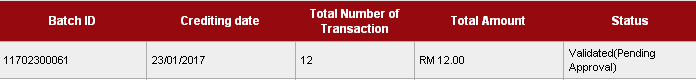 Batch ID Crediting date Total Number of Transaction Total Amount Status
11702300061 23/01/2017 12 RM 12.00 Validated(Pending Approval)